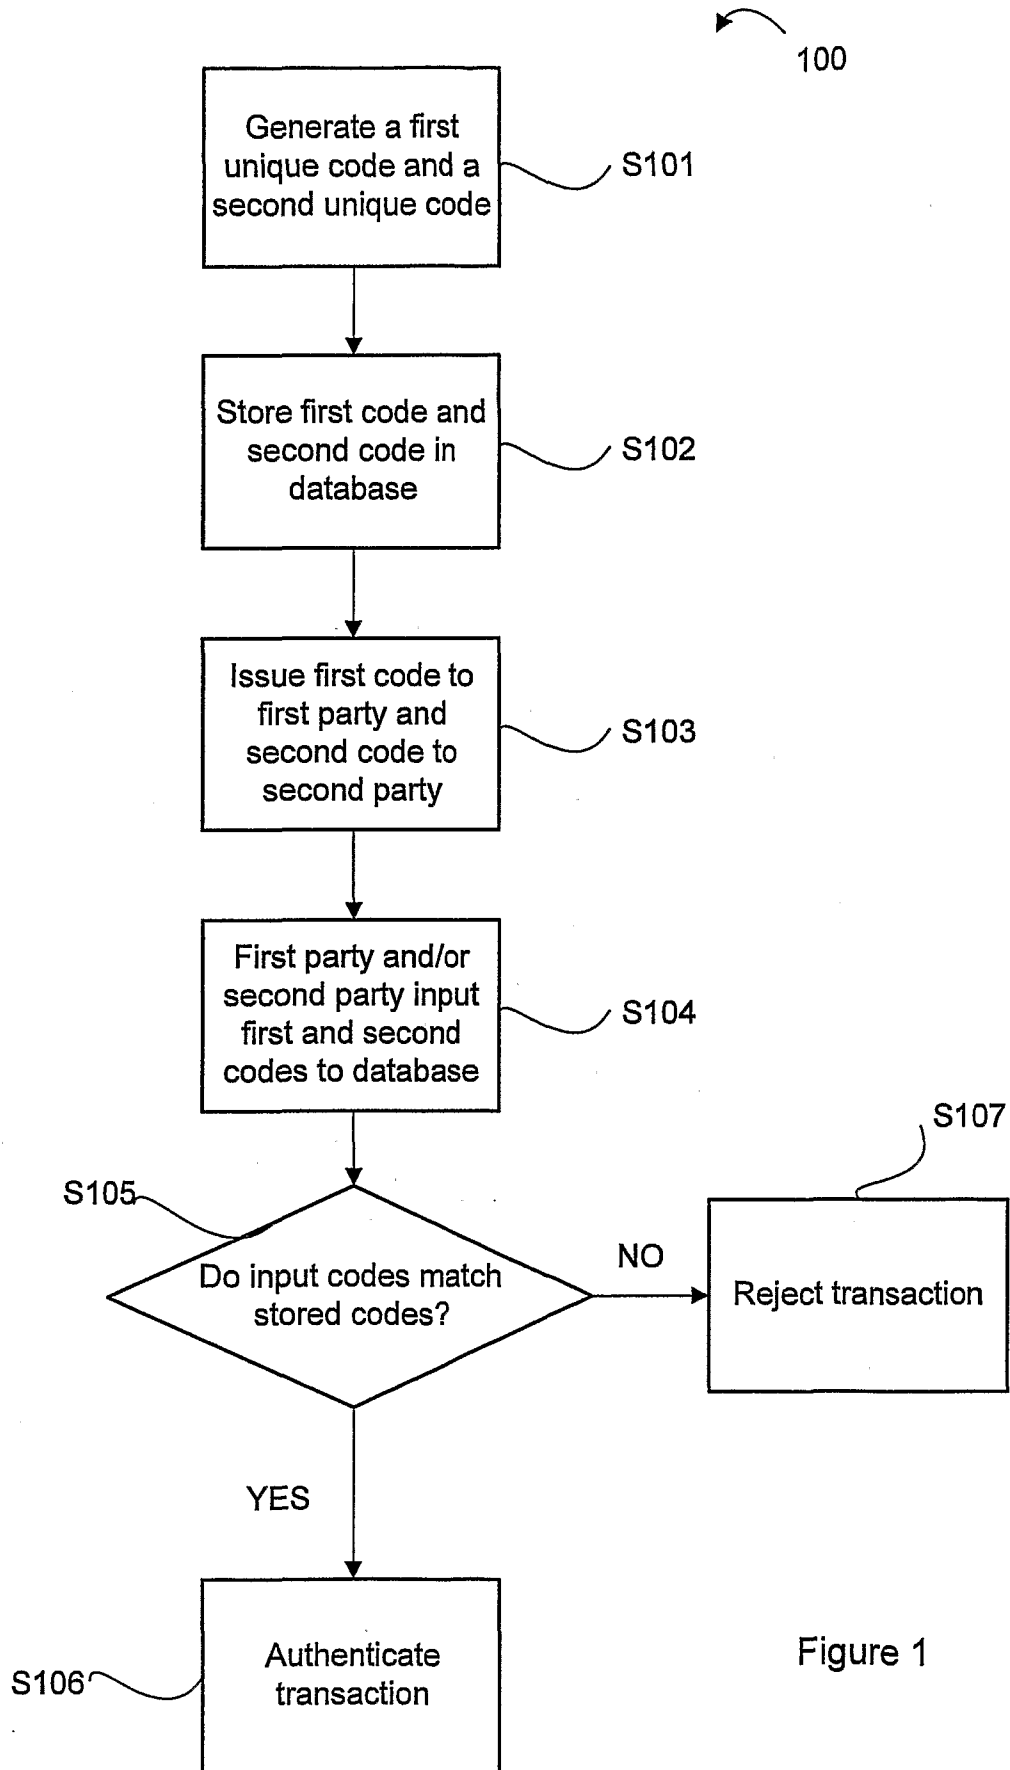 100
Generate a first
unique code and a
second unique code
S101
Store first code and
second code in
database
S102
Issue first code to
first party and
second code to
second party
S103
First party and/or
second party input
first and second
codes to database
S104
S107
S105
Do input codes match
stored codes?
NO
Reject transaction
YES
Authenticate
transaction
S106
Figure 1